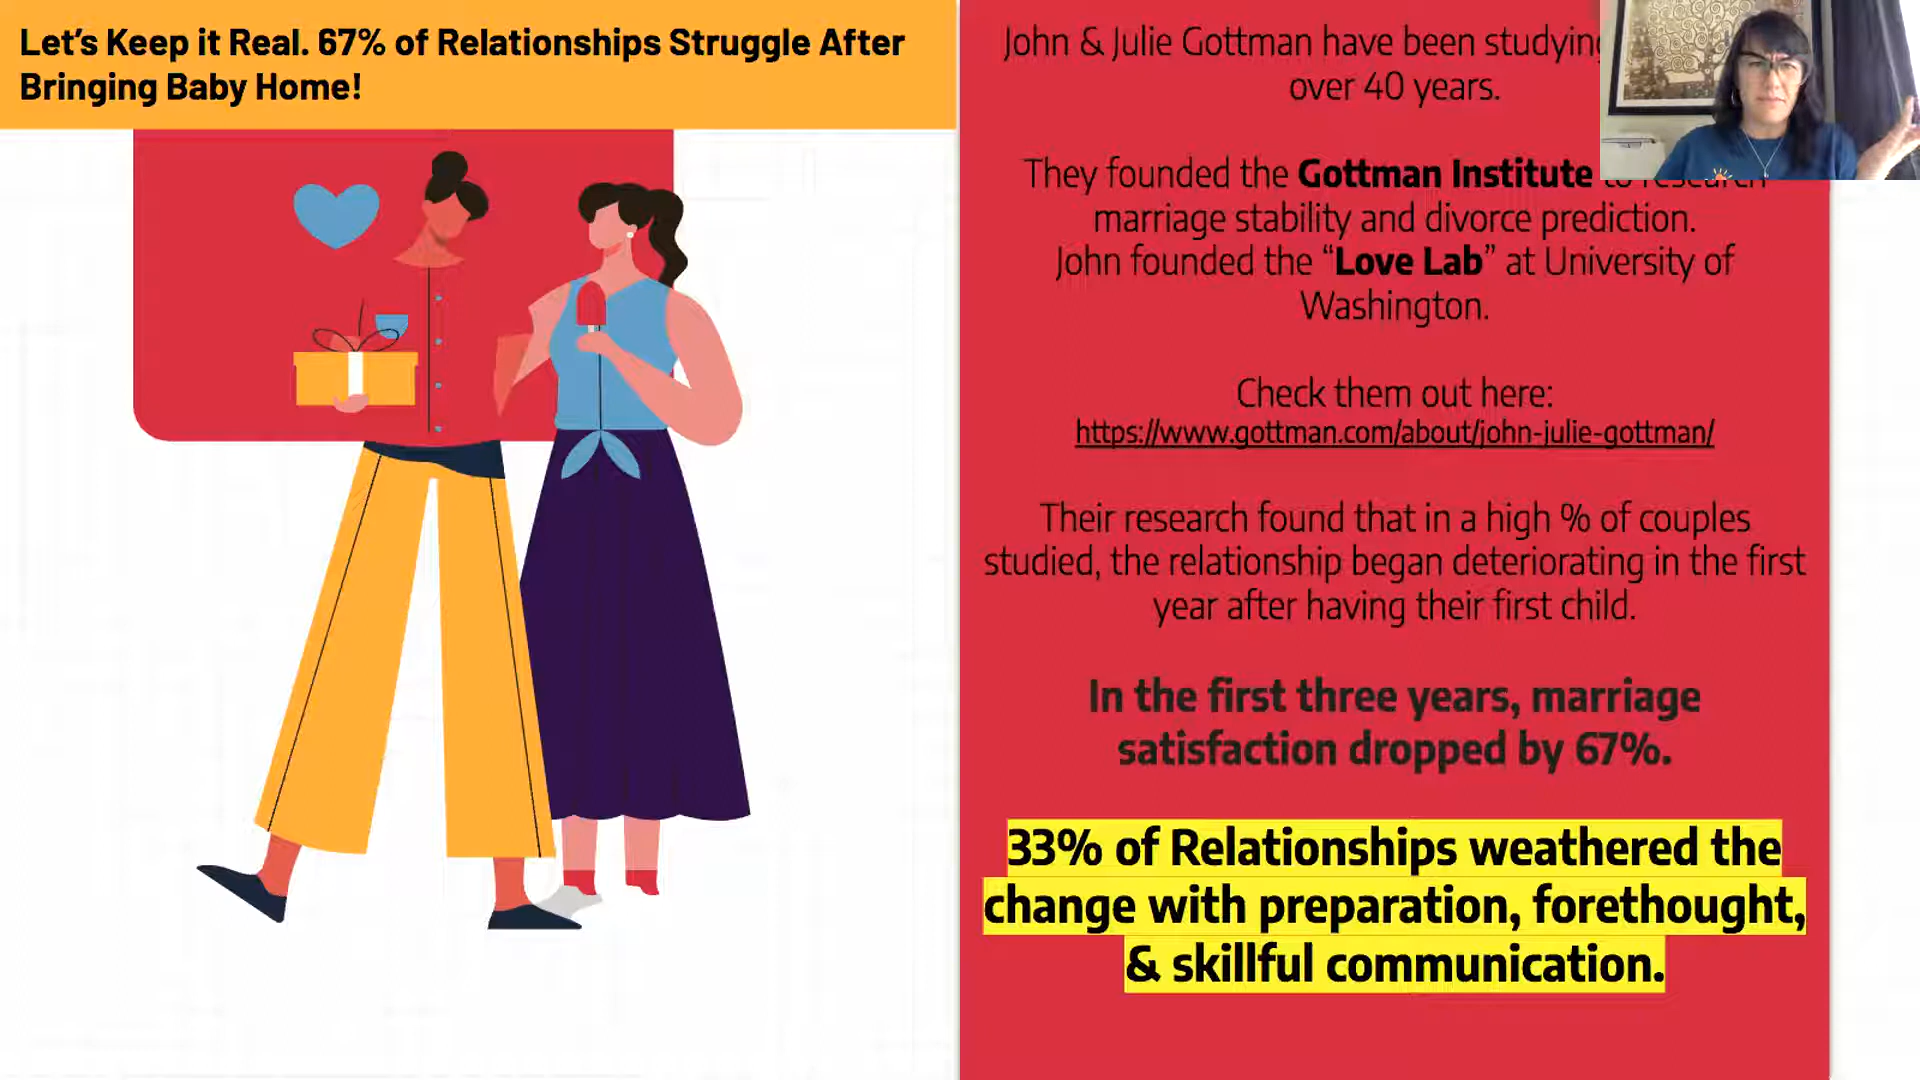 Let's Keep it Real. 67% of Relationships Struggle After
Bringing Baby Home!
John & Julie Gottman have been studying
over 40 years.
They founded the Gottman Institute to research
marriage stability and divorce prediction.
John founded the “Love Lab” at University of
Washington.
Check them out here:
https://www.gottman.com/about/john-julie-gottman/
Their research found that in a high % of couples
studied, the relationship began deteriorating in the first
year after having their first child.
In the first three years, marriage
satisfaction dropped by 67%.
33% of Relationships weathered the
change with preparation, forethought,
& skillful communication.